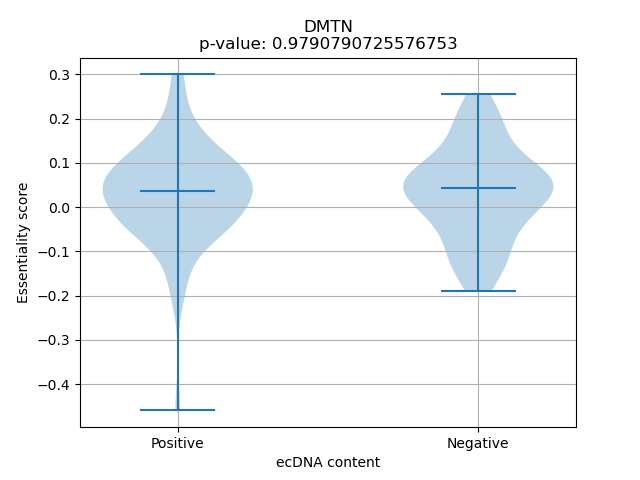 DMTN
p-value: 0.9790790725576753
0.3
0.2
0.1
0.0
−0.1
−0.2
−0.3
−0.4
Essentiality score
Positive
Negative
ecDNA content